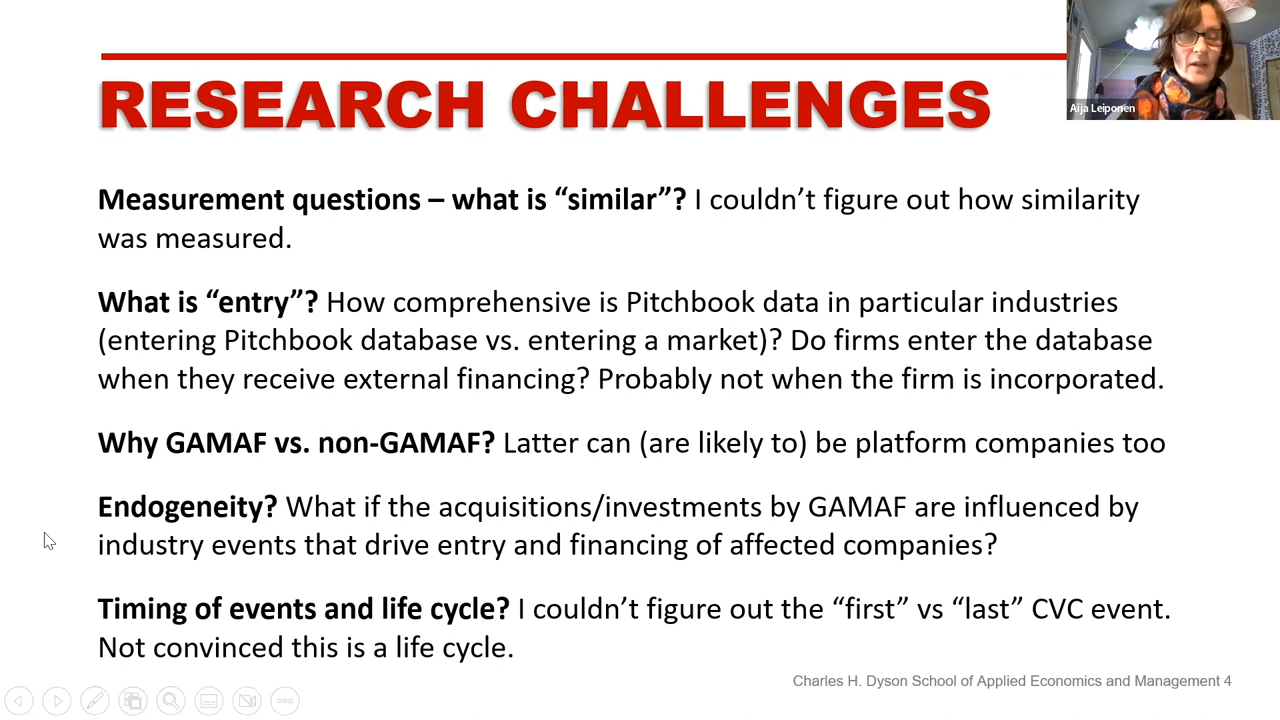 RESEARCH CHALLENGES
Aija Leiponen
Measurement questions – what is “similar”? I couldn’t figure out how similarity
was measured.
What is “entry”? How comprehensive is Pitchbook data in particular industries
(entering Pitchbook database vs. entering a market)? Do firms enter the database
when they receive external financing? Probably not when the firm is incorporated.
Why GAMAF vs. non-GAMAF? Latter can (are likely to) be platform companies too
Endogeneity? What if the acquisitions/investments by GAMAF are influenced by
industry events that drive entry and financing of affected companies?
Timing of events and life cycle? I couldn’t figure out the “first” vs “last” CVC event.
Not convinced this is a life cycle.
Charles H. Dyson School of Applied Economics and Management 4